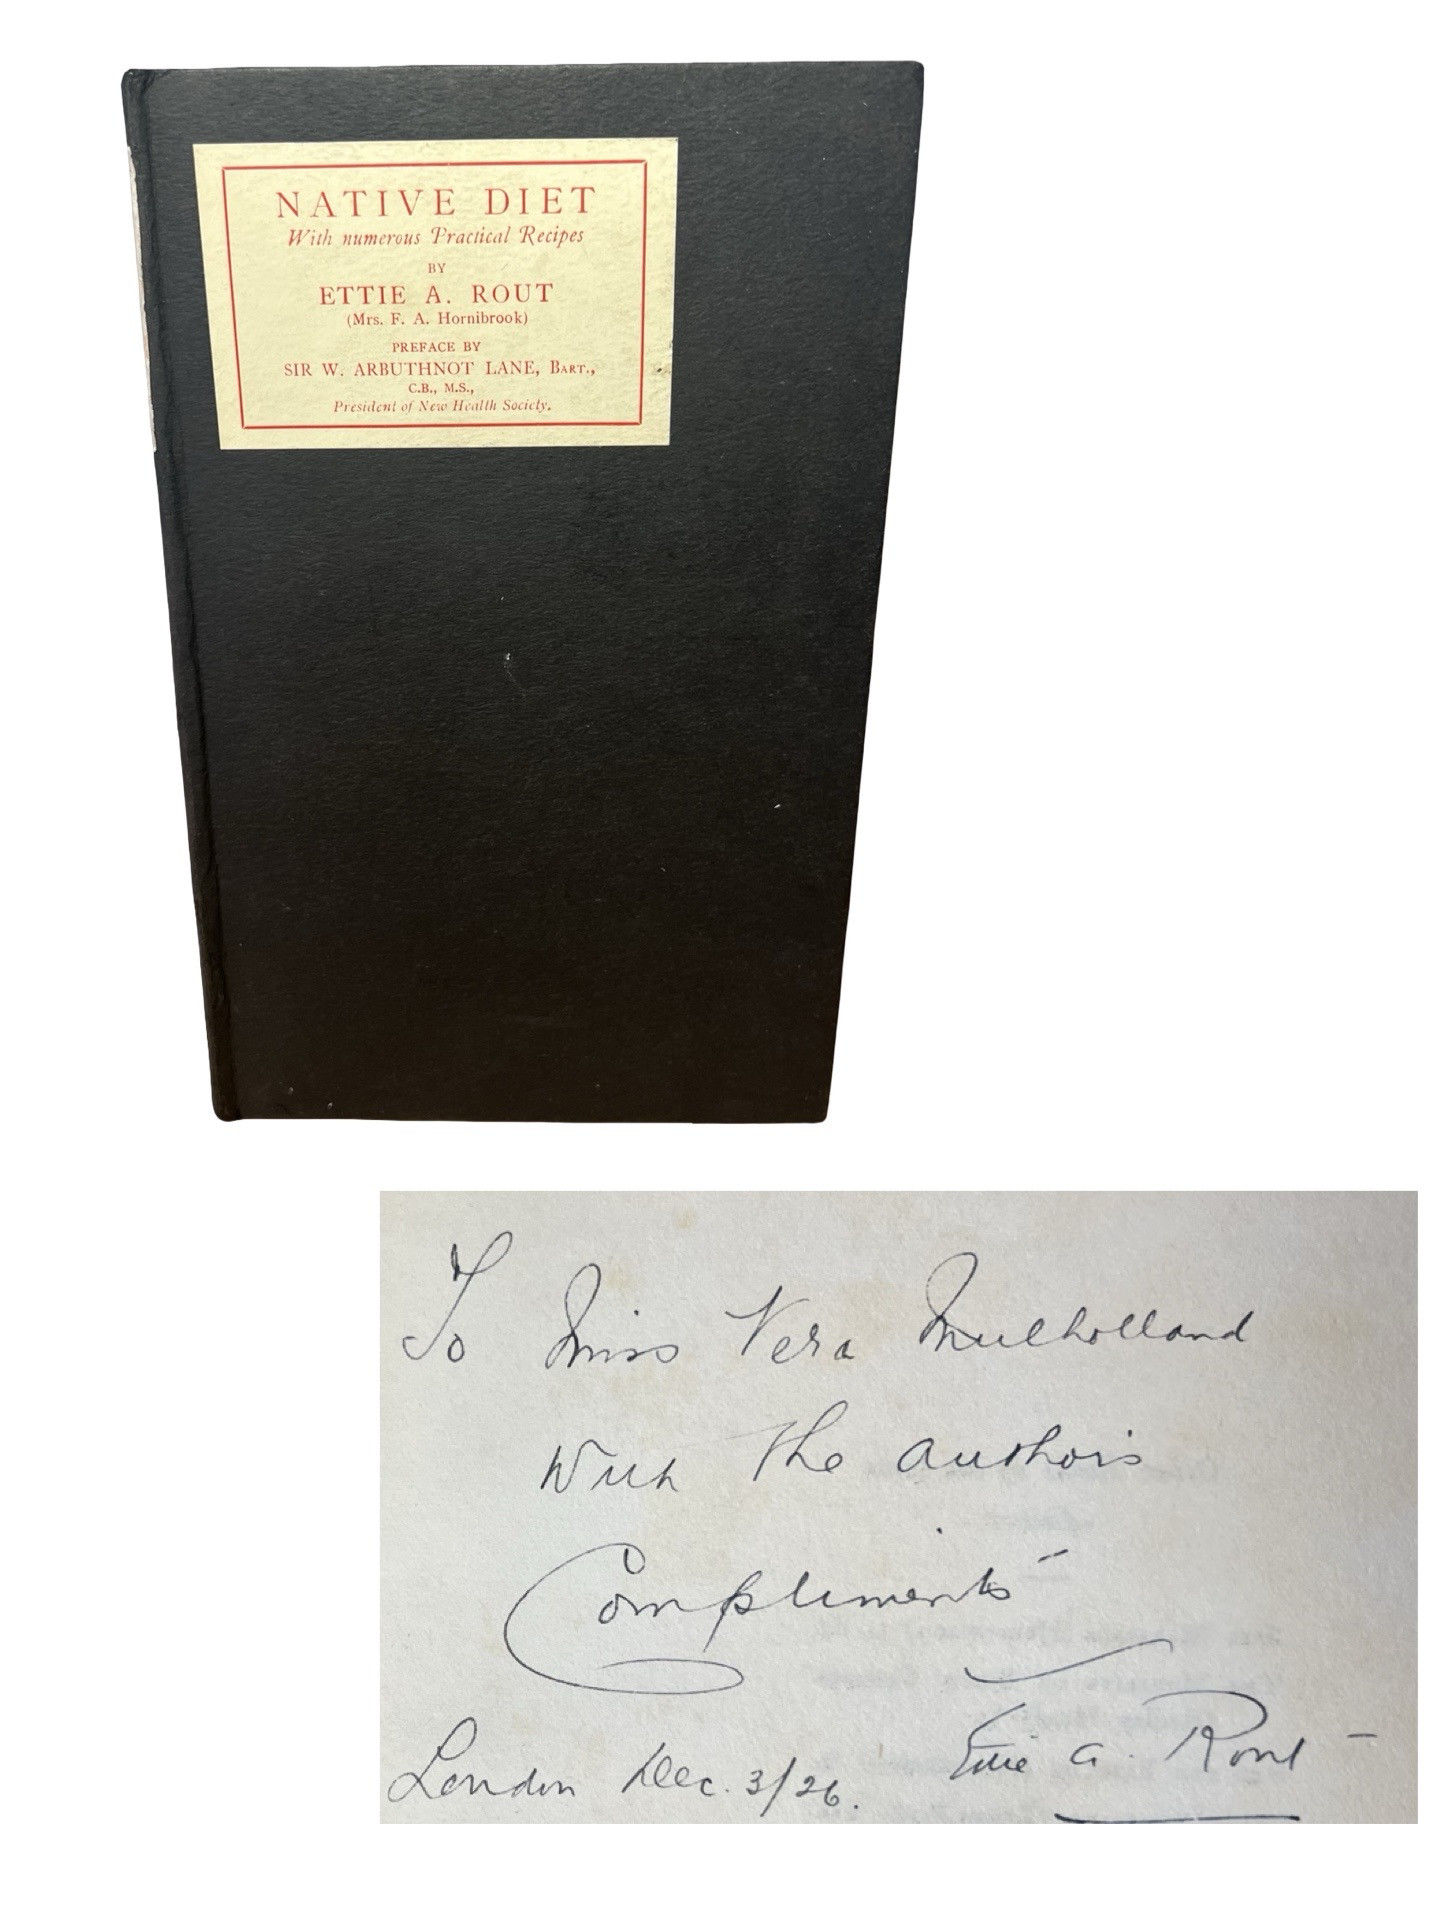 NATIVE DIET
With numerous Practical Recipes
BY
ETTIE A. ROUT
(Mrs. F. A. Hornibrook)
PREFACE BY
SIR W. ARBUTHNOT LANE, BART.,
C.B., M.S.,
President of New Health Society.
To Miss Vera Mulholland
With the author's
Compliments
Ettie A. Rout
London Dec. 3/26.